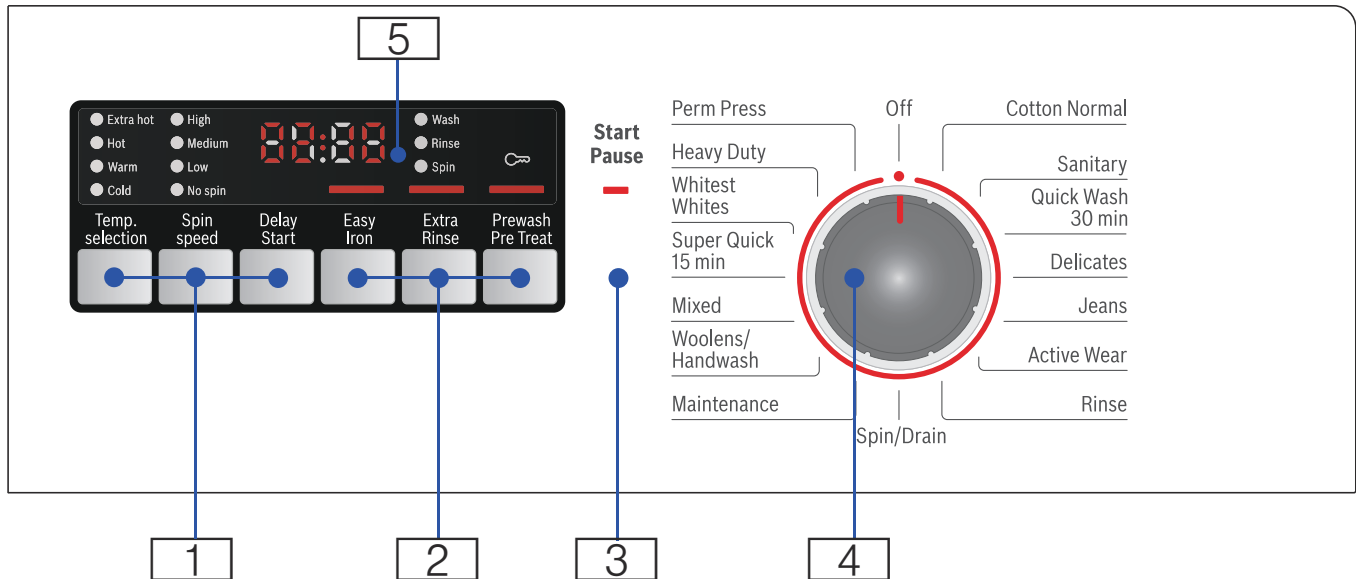 5
Extra hot
Hot
Warm
Cold
High
Medium
Low
No spin
Wash
Rinse
Spin
Temp.
selection
Spin
speed
Delay
Start
Easy
Iron
Extra
Rinse
Prewash
Pre Treat
Start
Pause
Off
Perm Press
Heavy Duty
Whitest
Whites
Super Quick
15 min
Mixed
Woolens/
Handwash
Maintenance
Cotton Normal
Sanitary
Quick Wash
30 min
Delicates
Jeans
Active Wear
Rinse
Spin/Drain
1
2
3
4